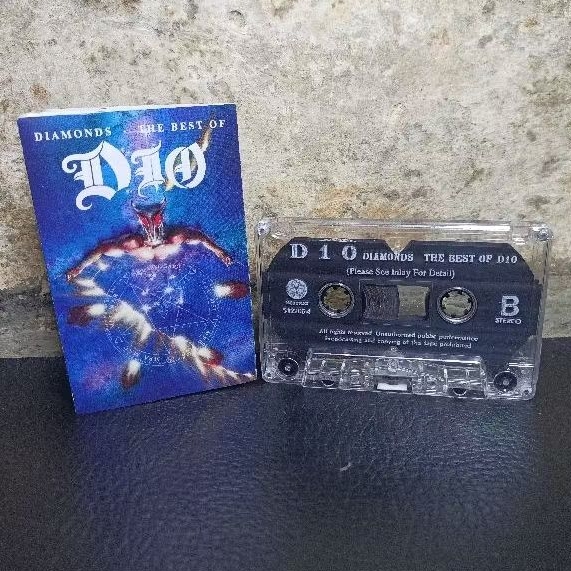 DIAMONDS THE BEST OF
DIO
D I O DIAMONDS THE BEST OF DIO
(Please See Inlay For Detail)
B
STEREO
All rights reserved Unauthorised public performance
broadcasting and copying of this tape prohibited